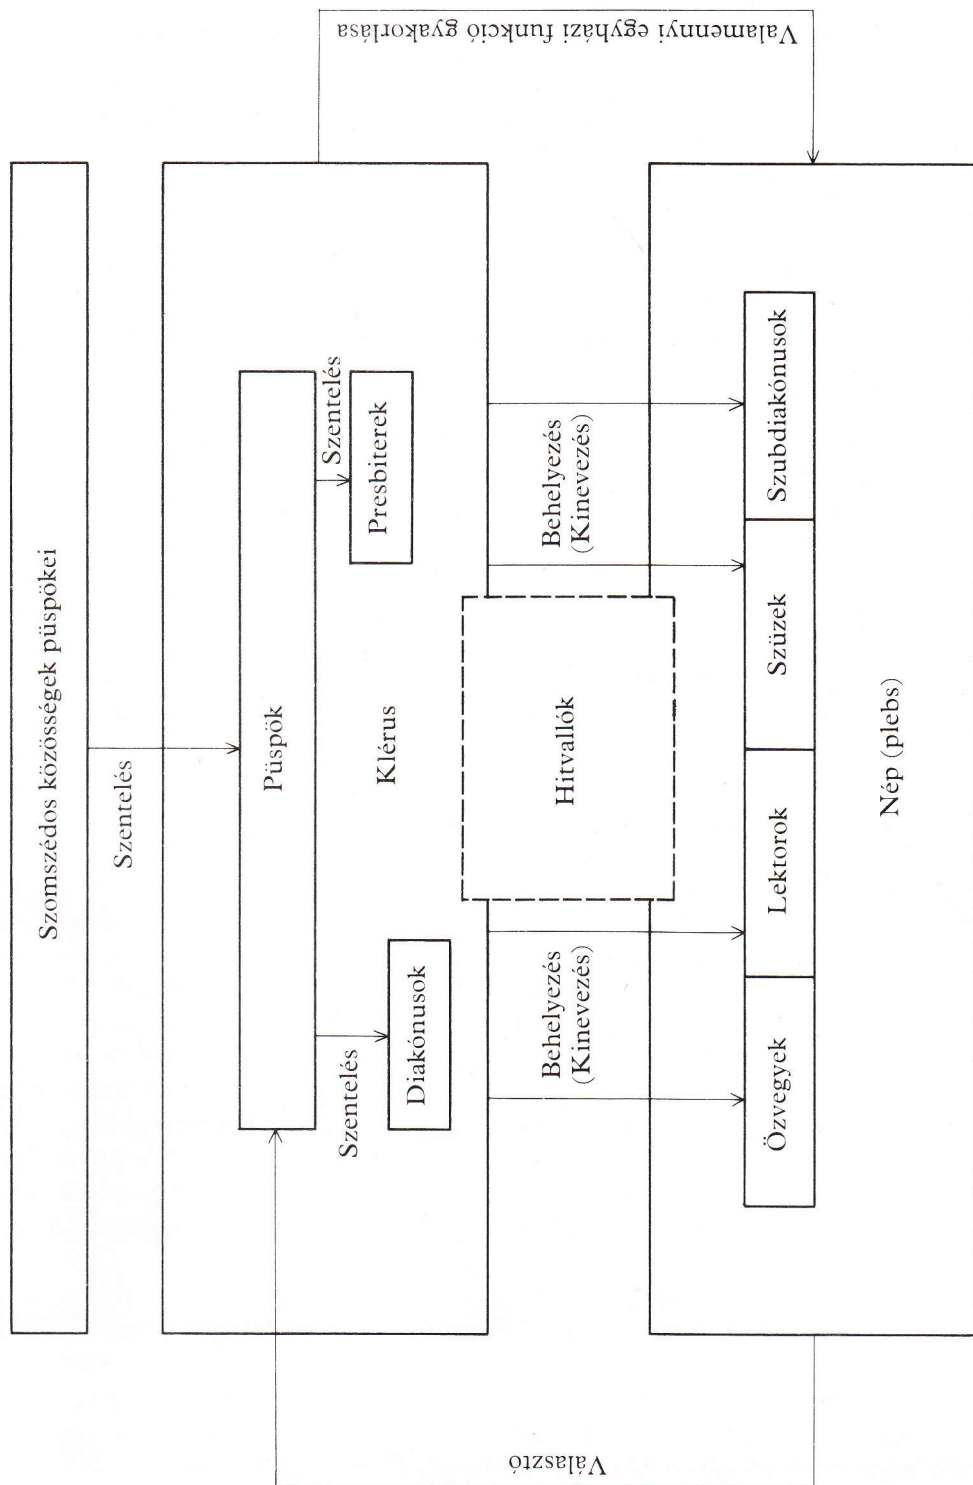 Szomszédos közösségek püspökei
Szentelés
Valamennyi egyházi funkció gyakorlása
Püspök
Szentelés
Szentelés
Diakónusok
Presbiterek
Klérus
Hitvallók
Behelyezés
(Kinevezés)
Behelyezés
(Kinevezés)
Özvegyek
Lektorok
Szüzek
Szubdiakónusok
Nép (plebs)
Választó